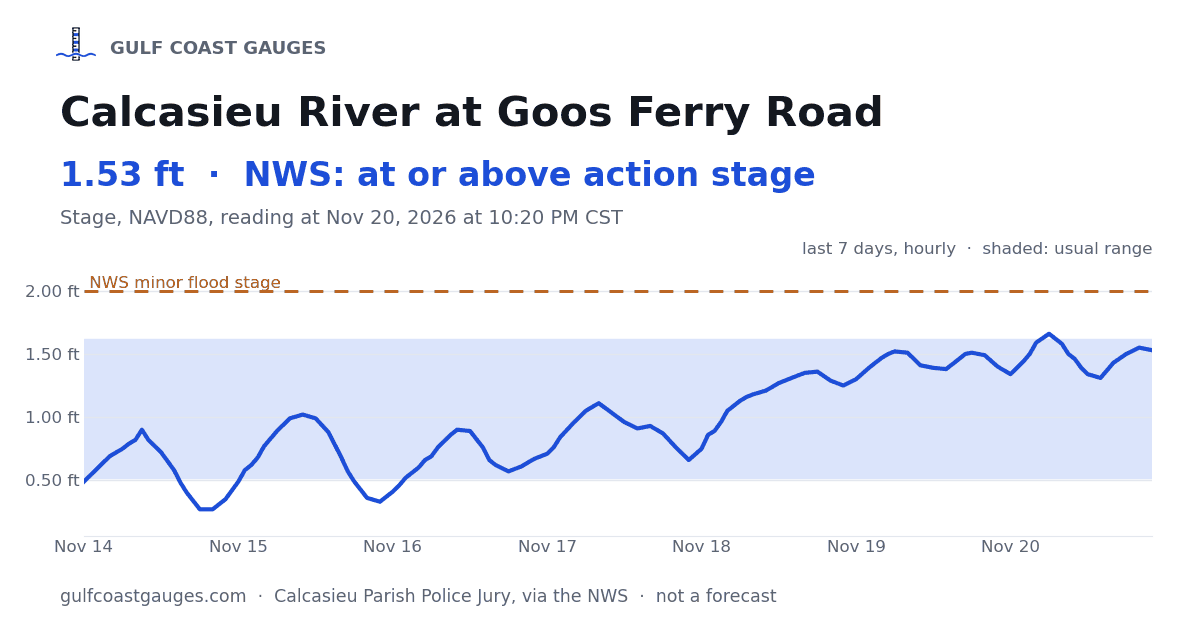 GULF COAST GAUGES
Calcasieu River at Goos Ferry Road
1.53 ft · NWS: at or above action stage
Stage, NAVD88, reading at Nov 20, 2026 at 10:20 PM CST
last 7 days, hourly · shaded: usual range
NWS minor flood stage
2.00 ft
1.50 ft
1.00 ft
0.50 ft
Nov 14 Nov 15 Nov 16 Nov 17 Nov 18 Nov 19 Nov 20
gulfcoastgauges.com · Calcasieu Parish Police Jury, via the NWS · not a forecast